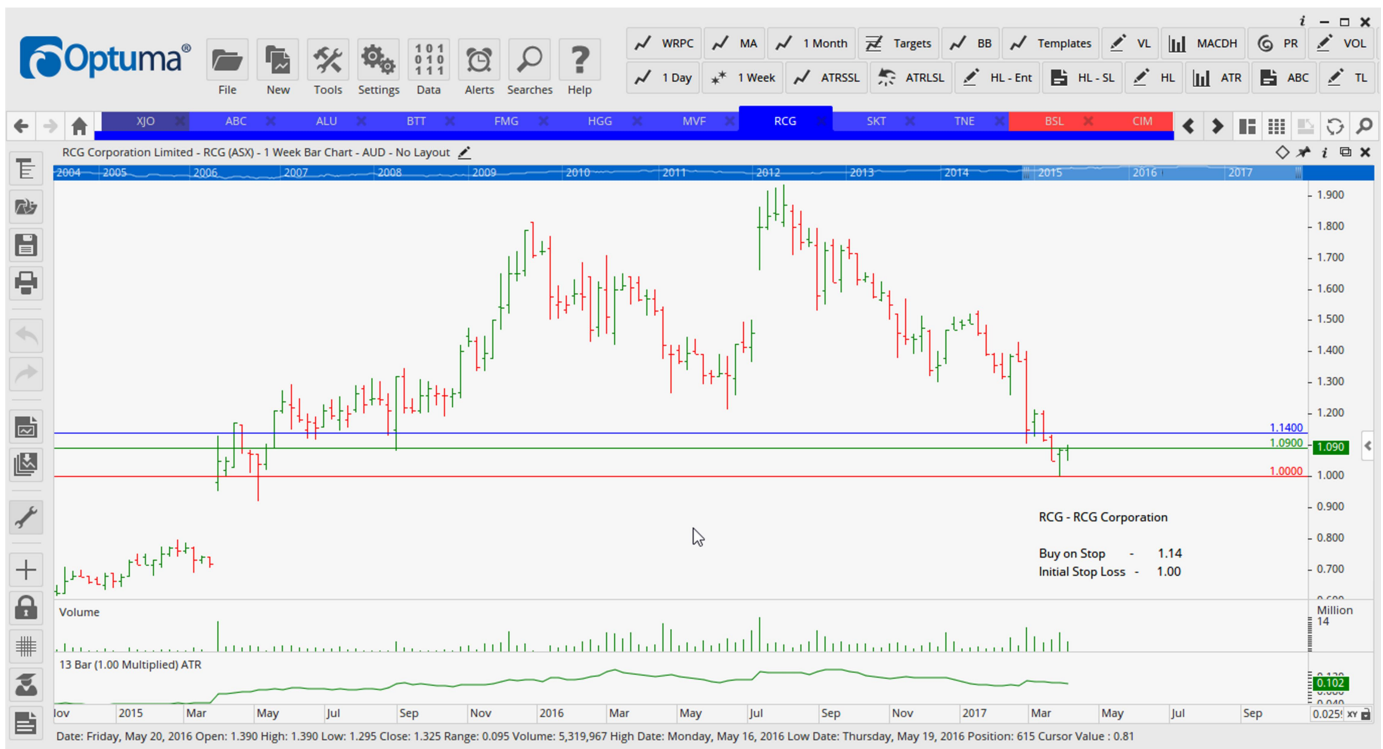 Optuma®
File New Tools Settings Data Alerts Searches Help
WRPC MA 1 Month Targets BB Templates VL MACDH PR VOL
1 Day 1 Week ATRSSL ATRLSL HL - Ent HL - SL HL ATR ABC TL
XJO ABC ALU BTT FMG HGG MVF RCG SKT TNE BSL CIM
RCG Corporation Limited - RCG (ASX) - 1 Week Bar Chart - AUD - No Layout
2004 2005 2006 2007 2008 2009 2010 2011 2012 2013 2014 2015 2016 2017
1.900
1.800
1.700
1.600
1.500
1.400
1.300
1.200
1.1400
1.0900 1.090
1.0000 1.000
0.900
RCG - RCG Corporation
0.800
Buy on Stop - 1.14
Initial Stop Loss - 1.00
0.700
Volume Million
14
13 Bar (1.00 Multiplied) ATR
0.102
2015 Mar May Jul Sep Nov 2016 Mar May Jul Sep Nov 2017 Mar May Jul Sep XY
Date: Friday, May 20, 2016 Open: 1.390 High: 1.390 Low: 1.295 Close: 1.325 Range: 0.095 Volume: 5,319,967 High Date: Monday, May 16, 2016 Low Date: Thursday, May 19, 2016 Position: 615 Cursor Value : 0.81